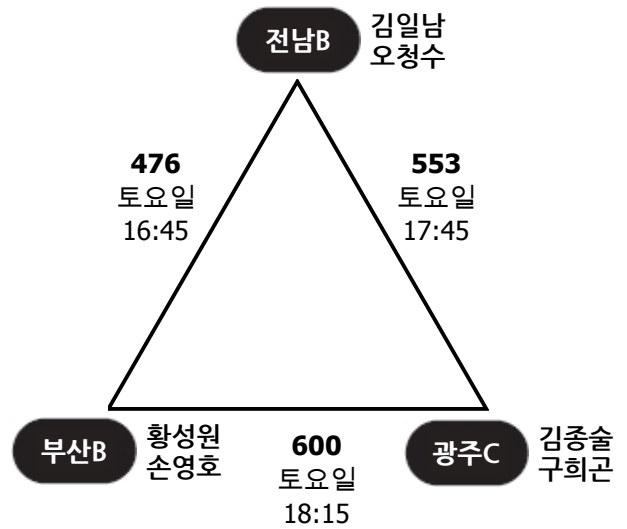 전남B
김일남
오청수
476
토요일
16:45
553
토요일
17:45
부산B
황성원
손영호
600
토요일
18:15
광주C
김종술
구희곤